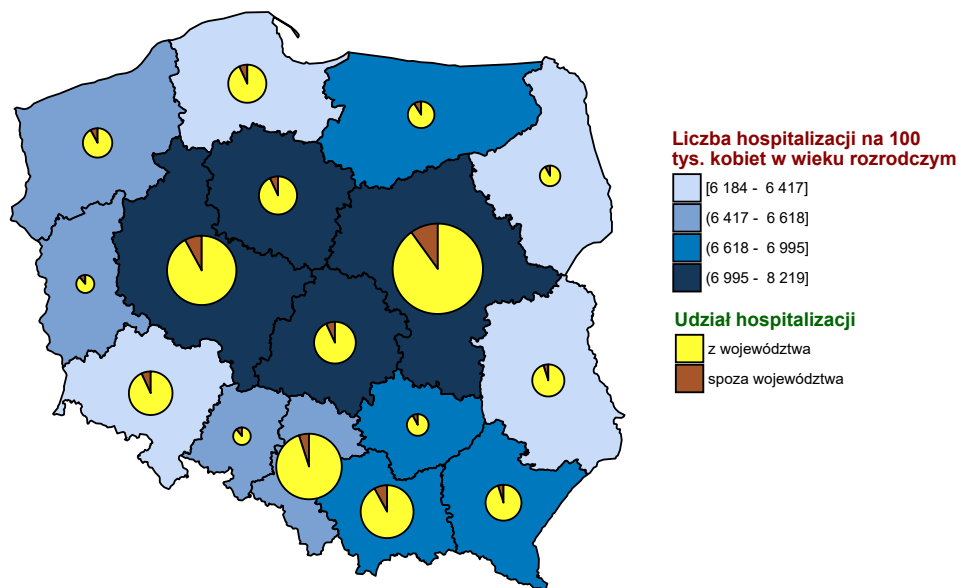 Liczba hospitalizacji na 100
tys. kobiet w wieku rozrodczym
[6 184 - 6 417]
(6 417 - 6 618]
(6 618 - 6 995]
(6 995 - 8 219]
Udział hospitalizacji
z województwa
spoza województwa